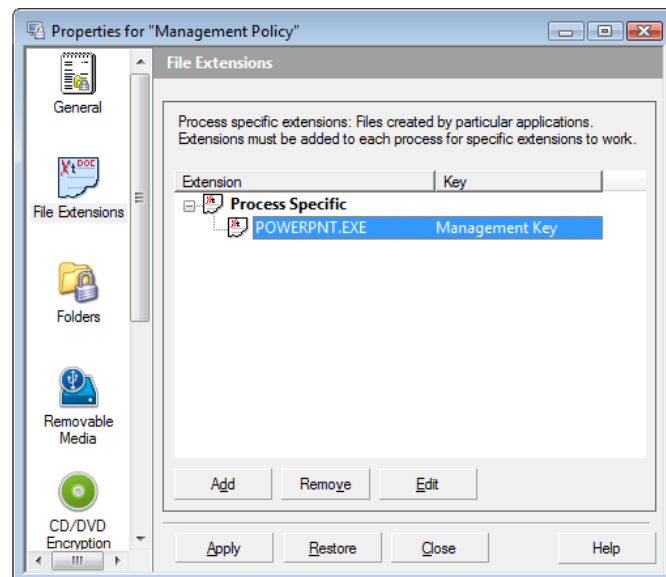 Properties for "Management Policy"
General
File Extensions
Folders
Removable
Media
CD/DVD
Encryption
File Extensions
Process specific extensions: Files created by particular applications.
Extensions must be added to each process for specific extensions to work.
Extension Key
Process Specific
POWERPNT.EXE Management Key
Add Remove Edit
Apply Restore Close Help